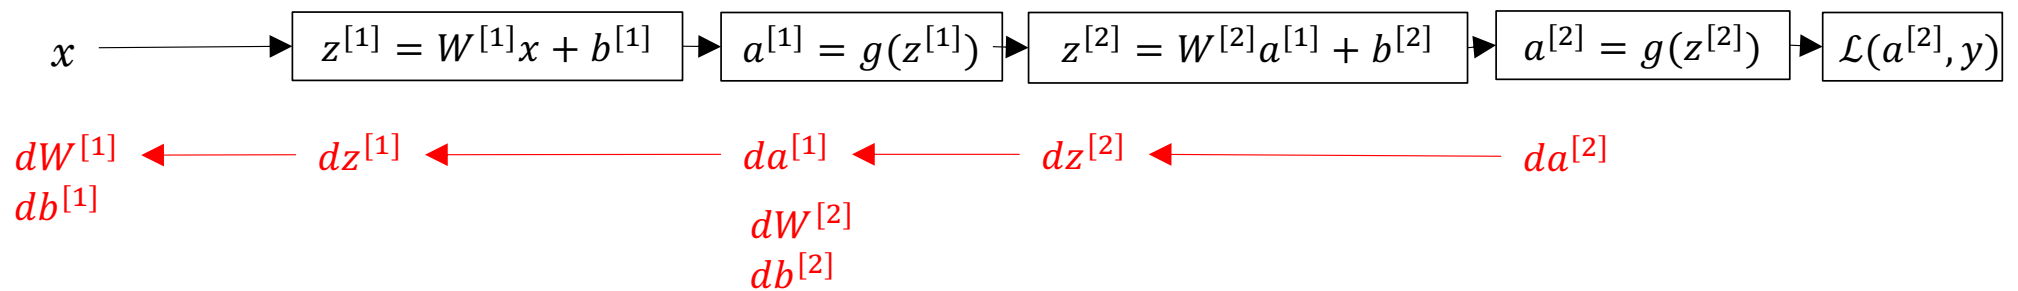 x z^[1] = W^[1]x + b^[1] a^[1] = g(z^[1]) z^[2] = W^[2]a^[1] + b^[2] a^[2] = g(z^[2]) ℒ(a^[2], y)
dW^[1] dz^[1] da^[1] dz^[2] da^[2]
db^[1]
dW^[2]
db^[2]